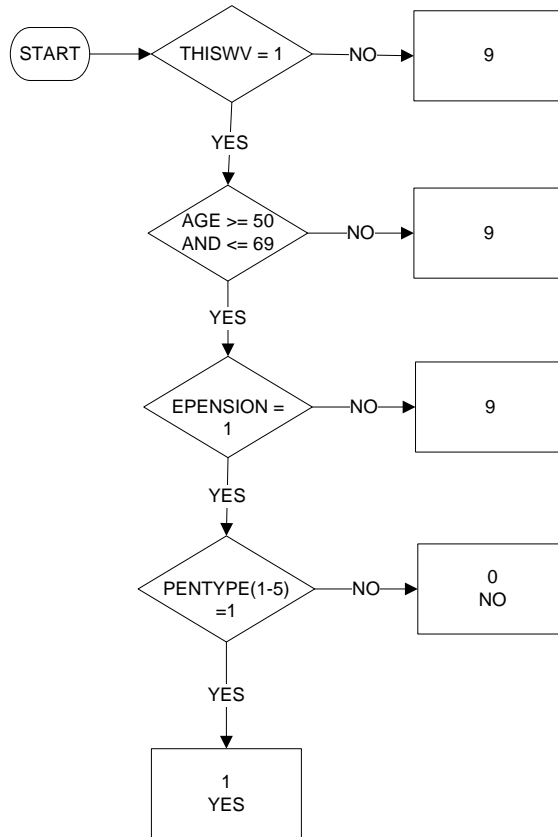 START
THISWV = 1
NO
9
YES
AGE >= 50
AND <= 69
NO
9
YES
EPENSION =
1
NO
9
YES
PENTYPE(1-5)
=1
NO
0
NO
YES
1
YES